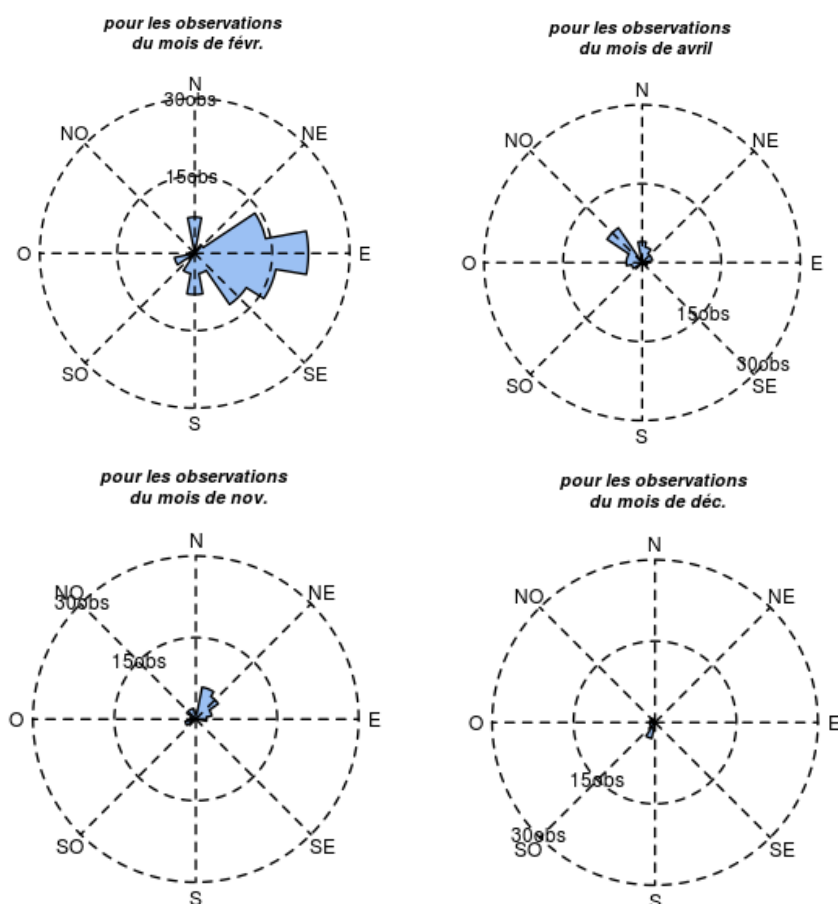 pour les observations
du mois de févr.
N
30obs
NO
NE
15obs
O
E
SO
SE
S
pour les observations
du mois de avril
N
NO
NE
O
E
15obs
30obs
SO
SE
S
pour les observations
du mois de nov.
N
NO
30obs
NE
15obs
O
E
SO
SE
S
pour les observations
du mois de déc.
N
NO
NE
O
E
15obs
30obs
SO
SE
S